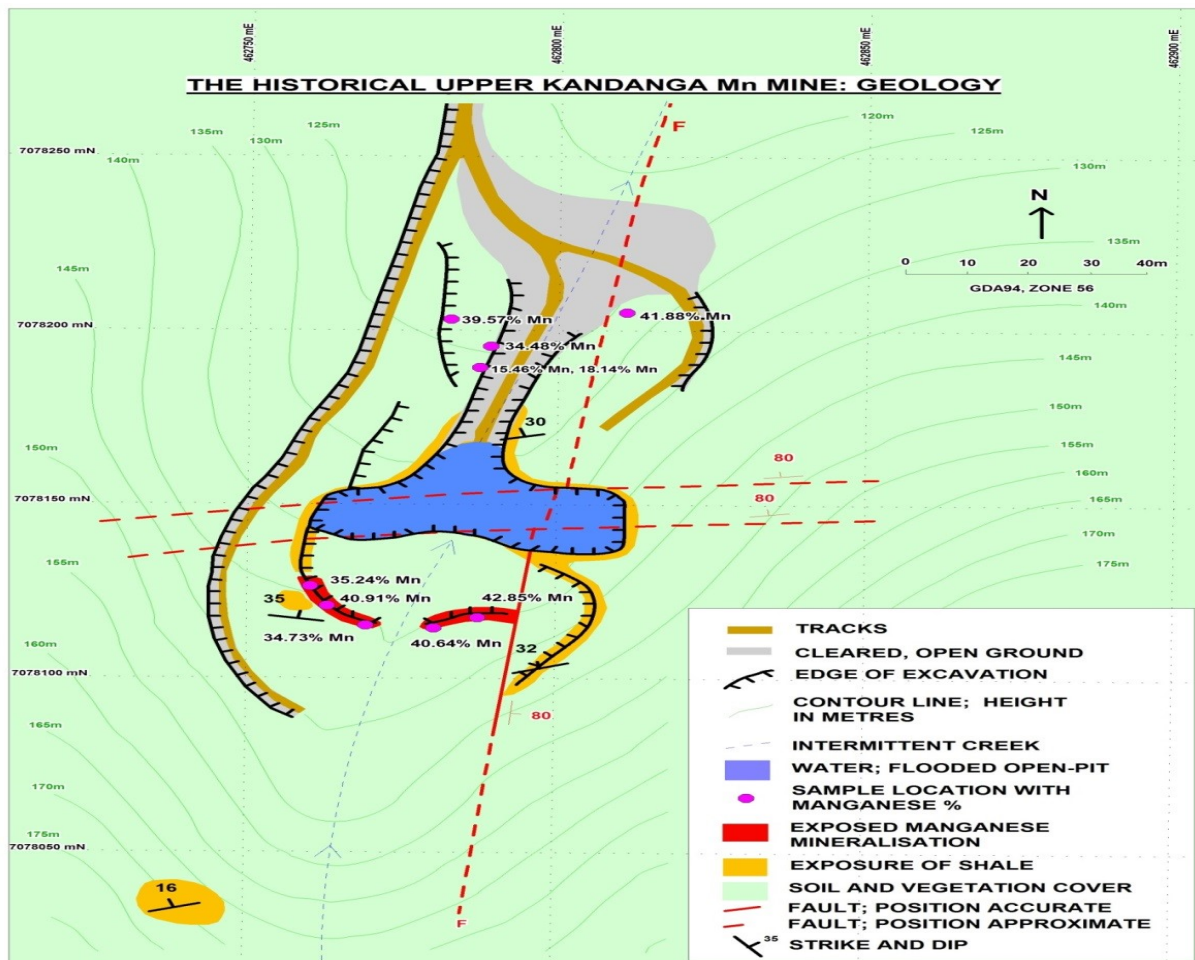 462750 mE
462800 mE
462850 mE
462900 mE
THE HISTORICAL UPPER KANDANGA Mn MINE: GEOLOGY
F
120m
125m
125m
135m
130m
7078250 mN
140m
130m
N
135m
0 10 20 30 40m
GDA94, ZONE 56
145m
140m
7078200 mN
39.57% Mn
41.88% Mn
34.48% Mn
15.46% Mn, 18.14% Mn
145m
150m
30
150m
155m
80
160m
7078150 mN
80
165m
170m
155m
175m
35.24% Mn
35
40.91% Mn
42.85% Mn
34.73% Mn
40.64% Mn
32
160m
7078100 mN
80
165m
170m
175m
7078050 mN
16
F
TRACKS
CLEARED, OPEN GROUND
EDGE OF EXCAVATION
CONTOUR LINE; HEIGHT
IN METRES
INTERMITTENT CREEK
WATER; FLOODED OPEN-PIT
SAMPLE LOCATION WITH
MANGANESE %
EXPOSED MANGANESE
MINERALISATION
EXPOSURE OF SHALE
SOIL AND VEGETATION COVER
FAULT; POSITION ACCURATE
FAULT; POSITION APPROXIMATE
35
STRIKE AND DIP